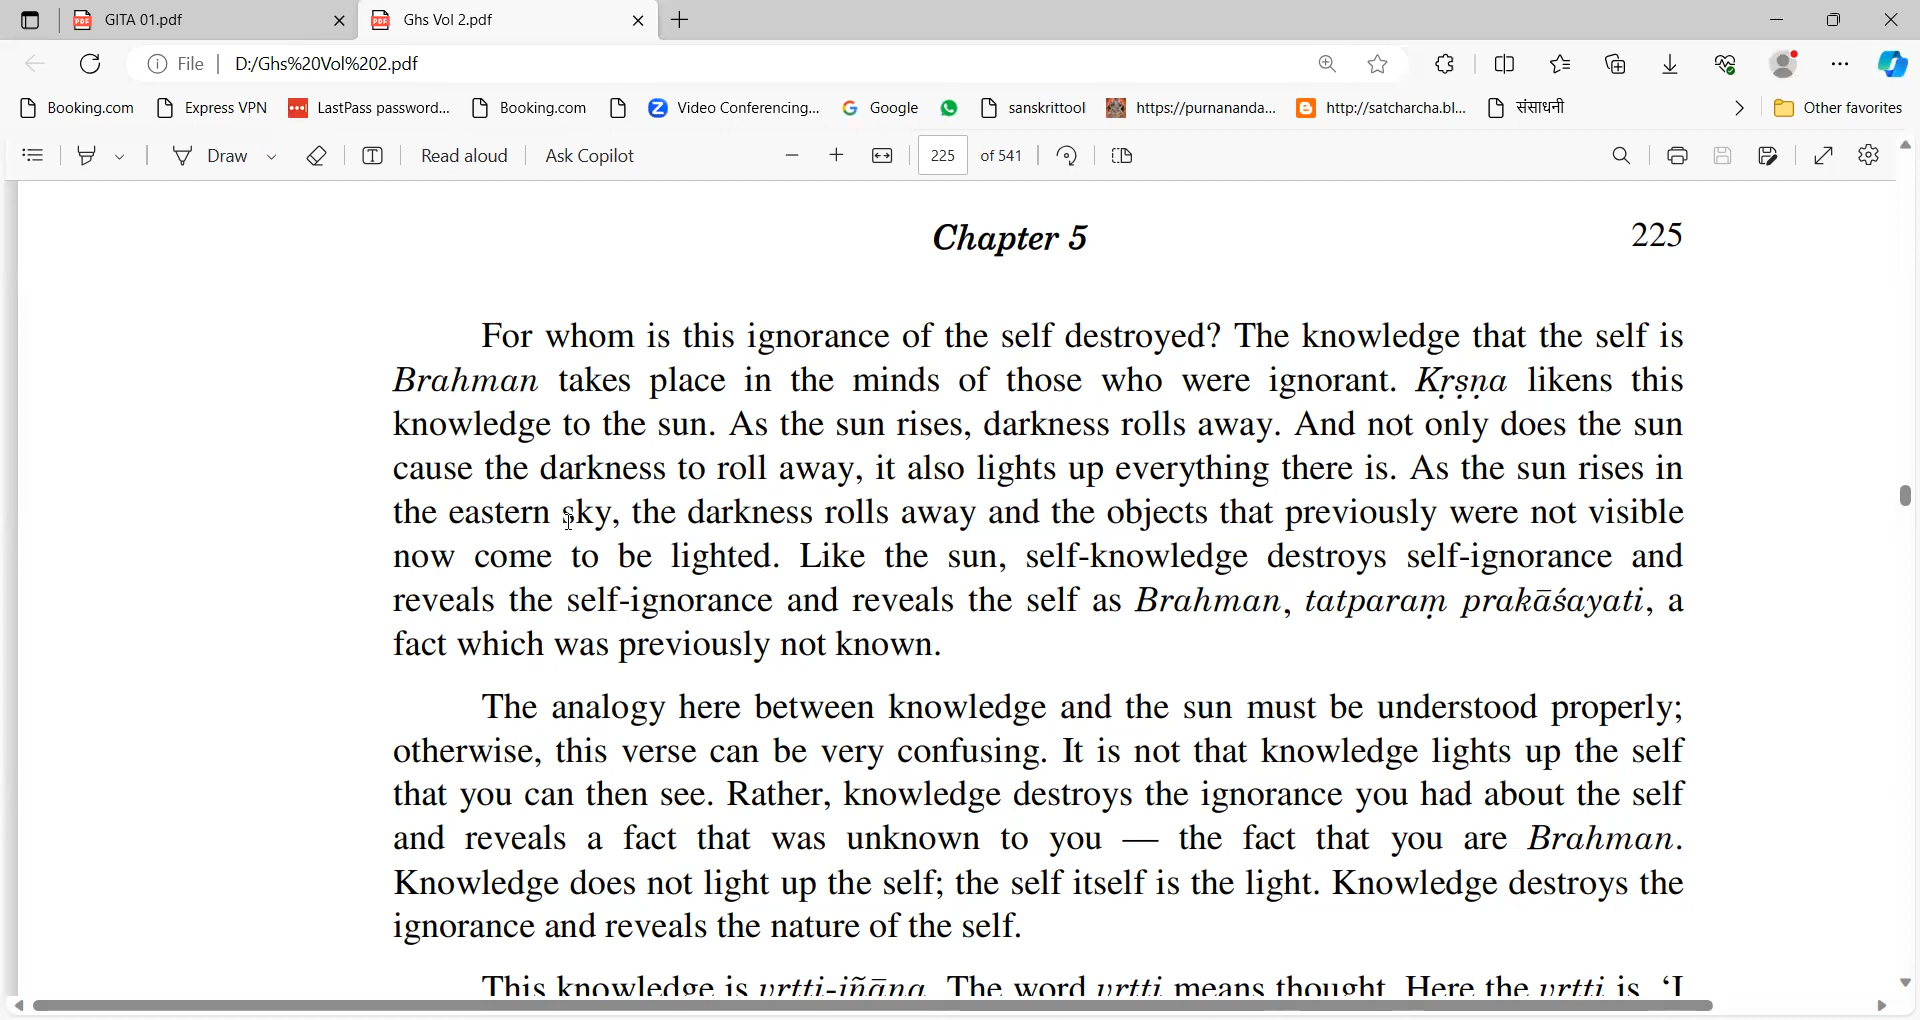 GITA 01.pdf
Ghs Vol 2.pdf
File | D:/Ghs%20Vol%202.pdf
Booking.com Express VPN LastPass password... Booking.com Video Conferencing... Google sanskrittool https://purnananda... http://satcharcha.bl... संसाधनी Other favorites
Draw Read aloud Ask Copilot 225 of 541
Chapter 5 225
For whom is this ignorance of the self destroyed? The knowledge that the self is
Brahman takes place in the minds of those who were ignorant. Kṛṣṇa likens this
knowledge to the sun. As the sun rises, darkness rolls away. And not only does the sun
cause the darkness to roll away, it also lights up everything there is. As the sun rises in
the eastern sky, the darkness rolls away and the objects that previously were not visible
now come to be lighted. Like the sun, self-knowledge destroys self-ignorance and
reveals the self-ignorance and reveals the self as Brahman, tatparaṃ prakāśayati, a
fact which was previously not known.
The analogy here between knowledge and the sun must be understood properly;
otherwise, this verse can be very confusing. It is not that knowledge lights up the self
that you can then see. Rather, knowledge destroys the ignorance you had about the self
and reveals a fact that was unknown to you — the fact that you are Brahman.
Knowledge does not light up the self; the self itself is the light. Knowledge destroys the
ignorance and reveals the nature of the self.
This knowledge is vṛtti-jñāna. The word vṛtti means thought. Here the vṛtti is, ‘I